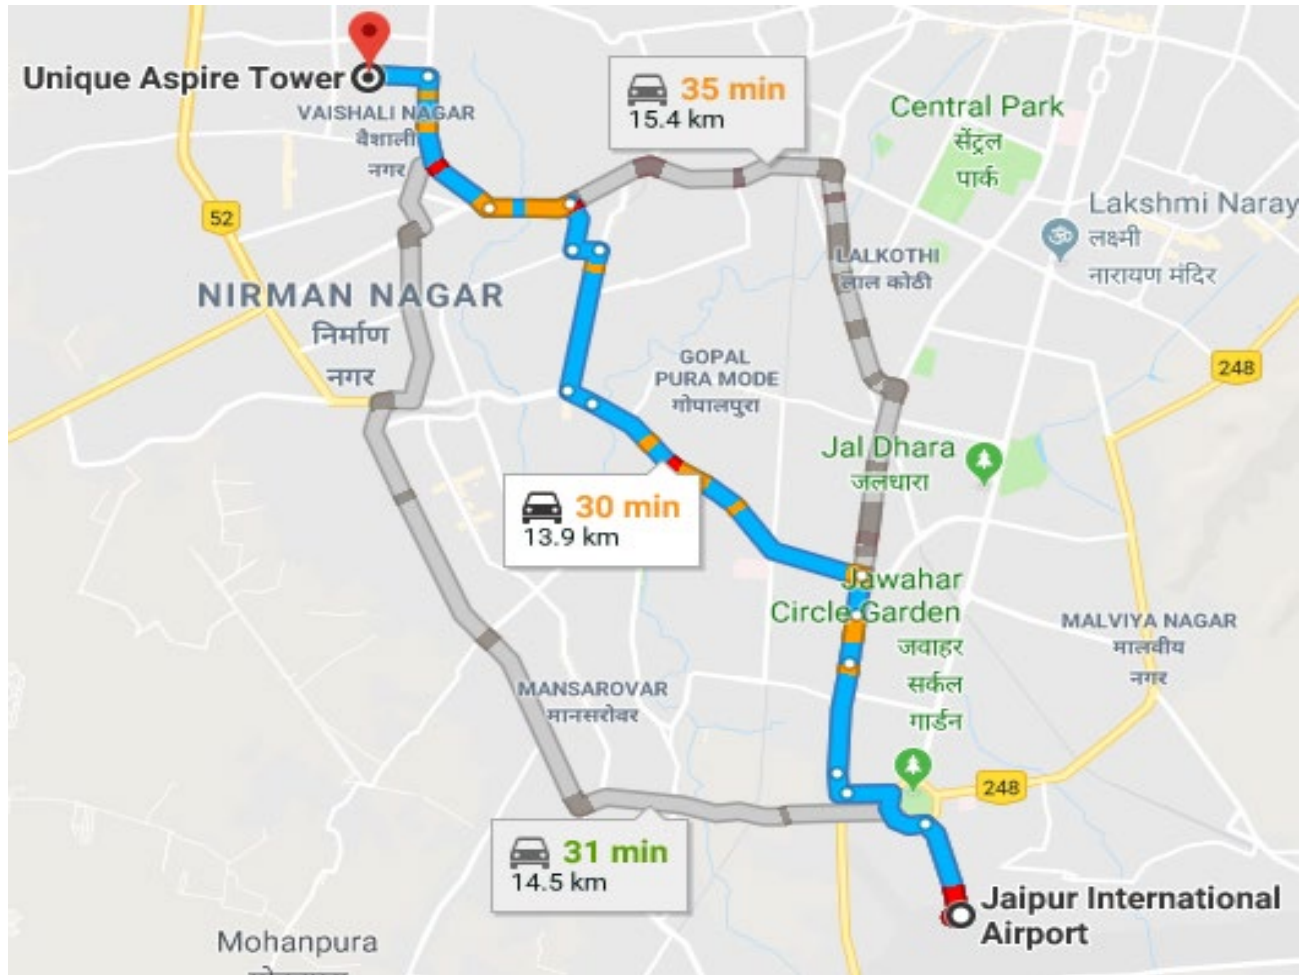 Unique Aspire Tower
VAISHALI NAGAR
वैशाली
नगर
35 min
15.4 km
Central Park
सेंट्रल
पार्क
52
Lakshmi Naray
लक्ष्मी
नारायण मंदिर
LALKOTHI
लाल कोठी
NIRMAN NAGAR
निर्माण
नगर
GOPAL
PURA MODE
गोपालपुरा
248
Jal Dhara
जलधारा
30 min
13.9 km
Jawahar
Circle Garden
जवाहर
सर्कल
गार्डन
MALVIYA NAGAR
मालवीय
नगर
MANSAROVAR
मानसरोवर
248
31 min
14.5 km
Jaipur International
Airport
Mohanpura